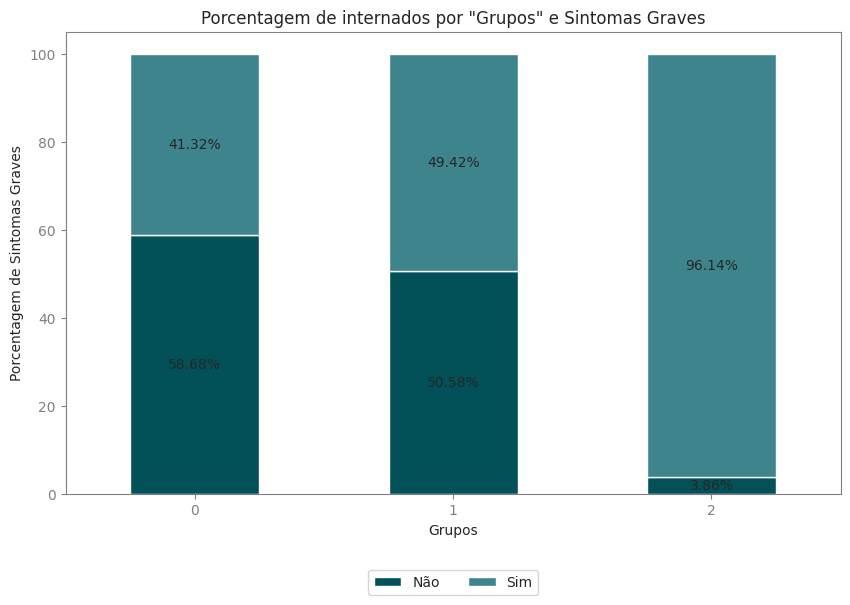 Porcentagem de internados por "Grupos" e Sintomas Graves
Porcentagem de Sintomas Graves
100
80
60
40
20
0
41.32%
49.42%
96.14%
58.68%
50.58%
3.86%
0 1 2
Grupos
Não Sim